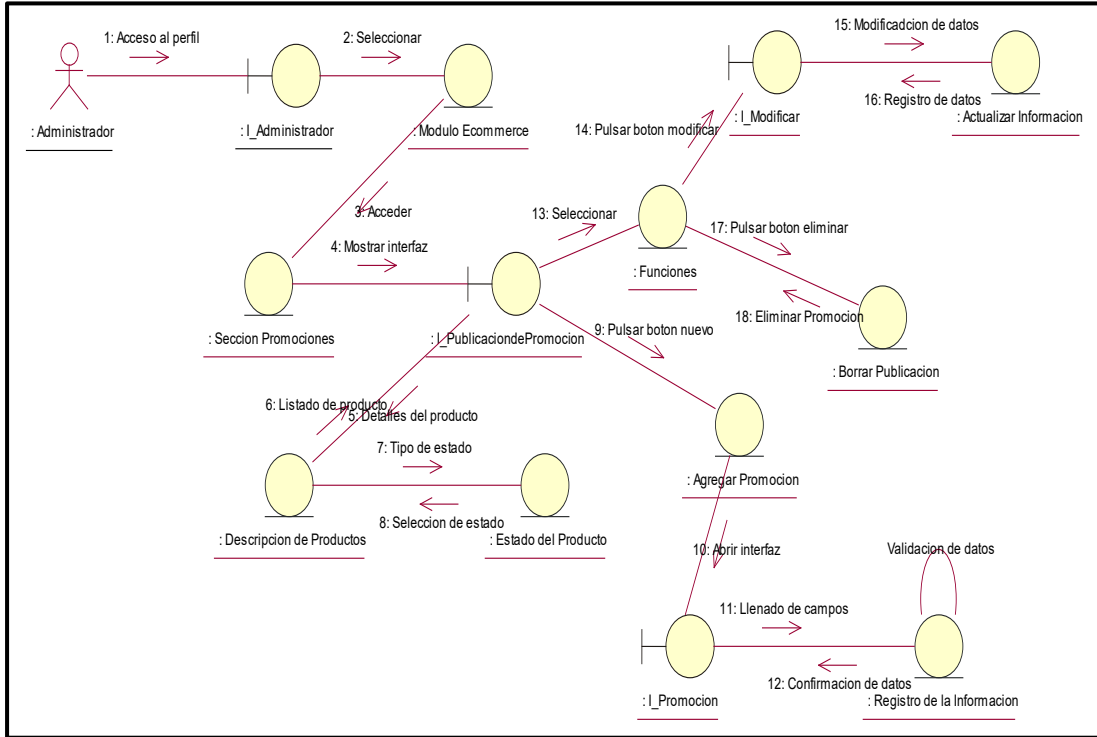 1: Acceso al perfil
2: Seleccionar
15: Modificadcion de datos
16: Registro de datos
: Administrador
: I_Administrador
: Modulo Ecommerce
14: Pulsar boton modificar
: I_Modificar
: Actualizar Informacion
3: Acceder
13: Seleccionar
17: Pulsar boton eliminar
4: Mostrar interfaz
: Funciones
18: Eliminar Promocion
: Seccion Promociones
: I_PublicaciondePromocion
9: Pulsar boton nuevo
: Borrar Publicacion
6: Listado de producto
5: Detalles del producto
7: Tipo de estado
: Agregar Promocion
8: Seleccion de estado
: Descripcion de Productos
: Estado del Producto
10: Abrir interfaz
Validacion de datos
11: Llenado de campos
12: Confirmacion de datos
: I_Promocion
: Registro de la Informacion